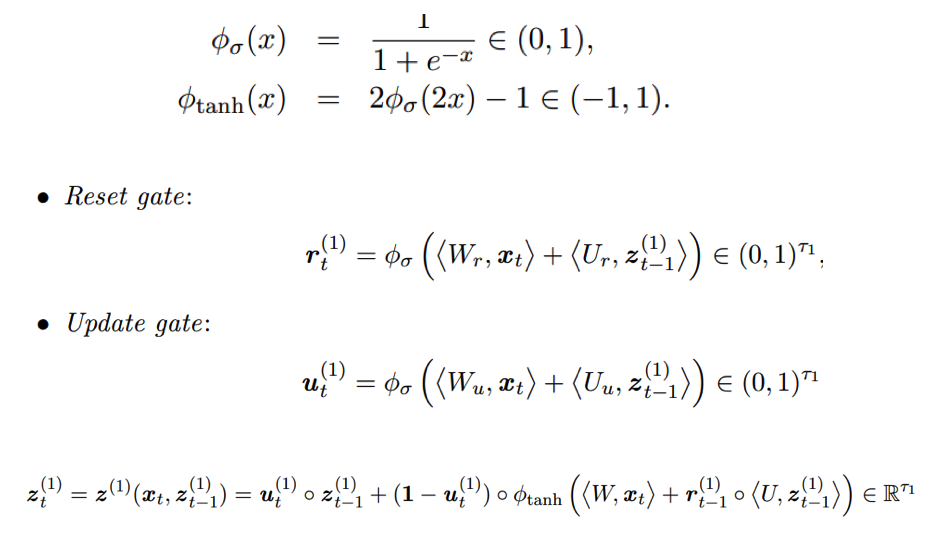 ϕ_σ(x) = 1 / (1 + e^{−x}) ∈ (0, 1),
ϕ_tanh(x) = 2ϕ_σ(2x) − 1 ∈ (−1, 1).
• Reset gate:
r_t^{(1)} = ϕ_σ (⟨W_r, x_t⟩ + ⟨U_r, z_{t−1}^{(1)}⟩) ∈ (0, 1)^{τ_1},
• Update gate:
u_t^{(1)} = ϕ_σ (⟨W_u, x_t⟩ + ⟨U_u, z_{t−1}^{(1)}⟩) ∈ (0, 1)^{τ_1}
z_t^{(1)} = z^{(1)}(x_t, z_{t−1}^{(1)}) = u_t^{(1)} ∘ z_{t−1}^{(1)} + (1 − u_t^{(1)}) ∘ ϕ_tanh (⟨W, x_t⟩ + r_{t−1}^{(1)} ∘ ⟨U, z_{t−1}^{(1)}⟩) ∈ ℝ^{τ_1}